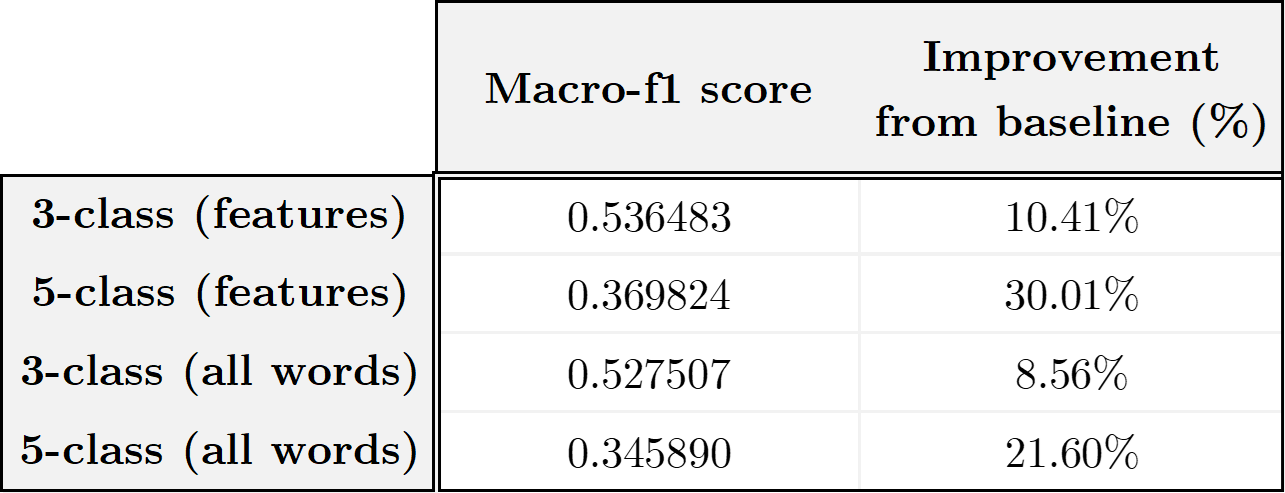 Macro-f1 score Improvement
from baseline (%)
3-class (features) 0.536483 10.41%
5-class (features) 0.369824 30.01%
3-class (all words) 0.527507 8.56%
5-class (all words) 0.345890 21.60%